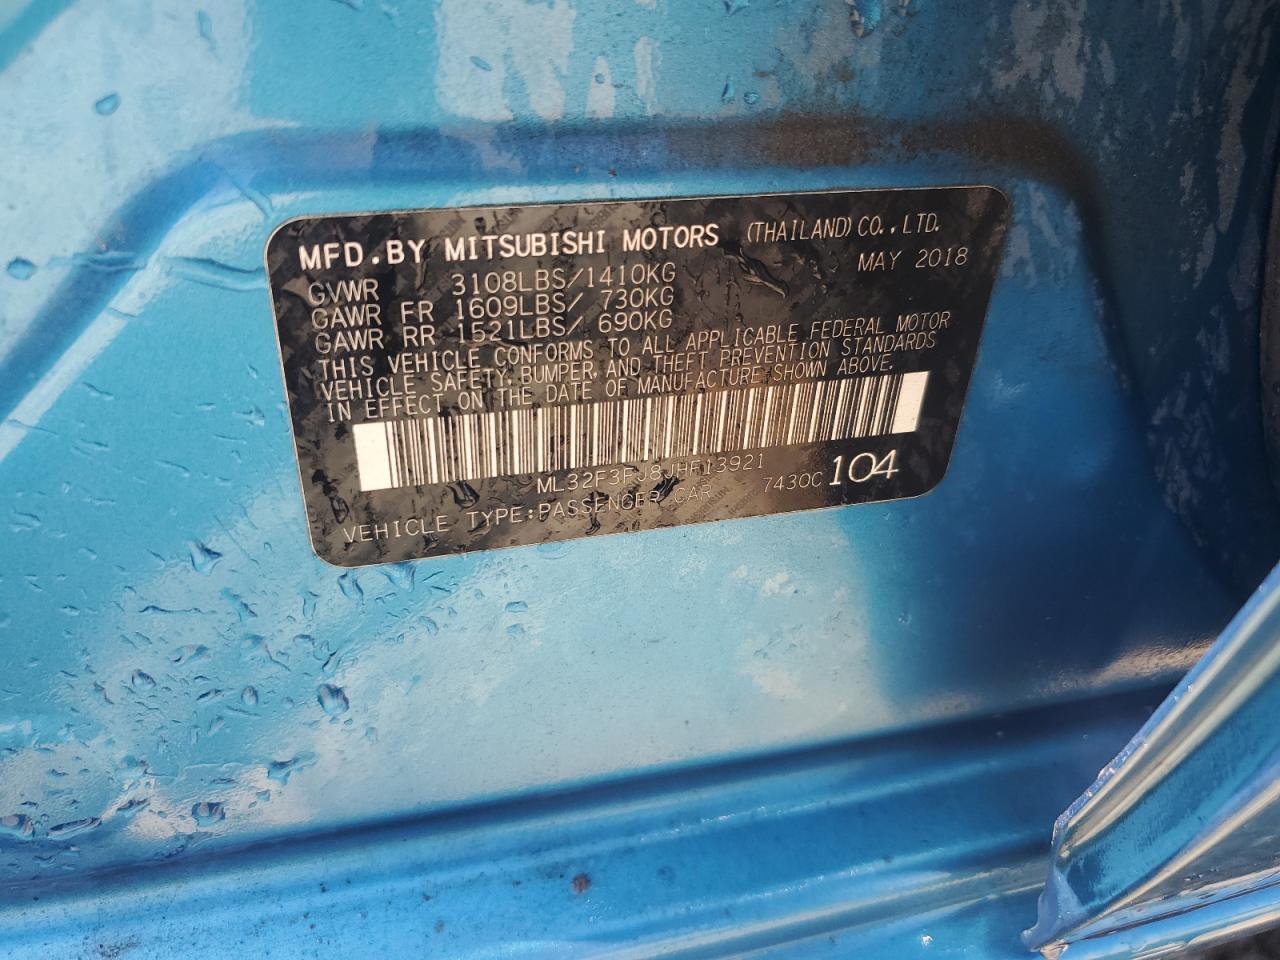 MFD.BY MITSUBISHI MOTORS (THAILAND) CO.,LTD.
MAY 2018
GVWR 3108LBS/1410KG
GAWR FR 1609LBS/ 730KG
GAWR RR 1521LBS/ 690KG
THIS VEHICLE CONFORMS TO ALL APPLICABLE FEDERAL MOTOR
VEHICLE SAFETY, BUMPER, AND THEFT PREVENTION STANDARDS
IN EFFECT ON THE DATE OF MANUFACTURE SHOWN ABOVE.
ML32F3FJ8JHF13921
VEHICLE TYPE:PASSENGER CAR 7430C 104